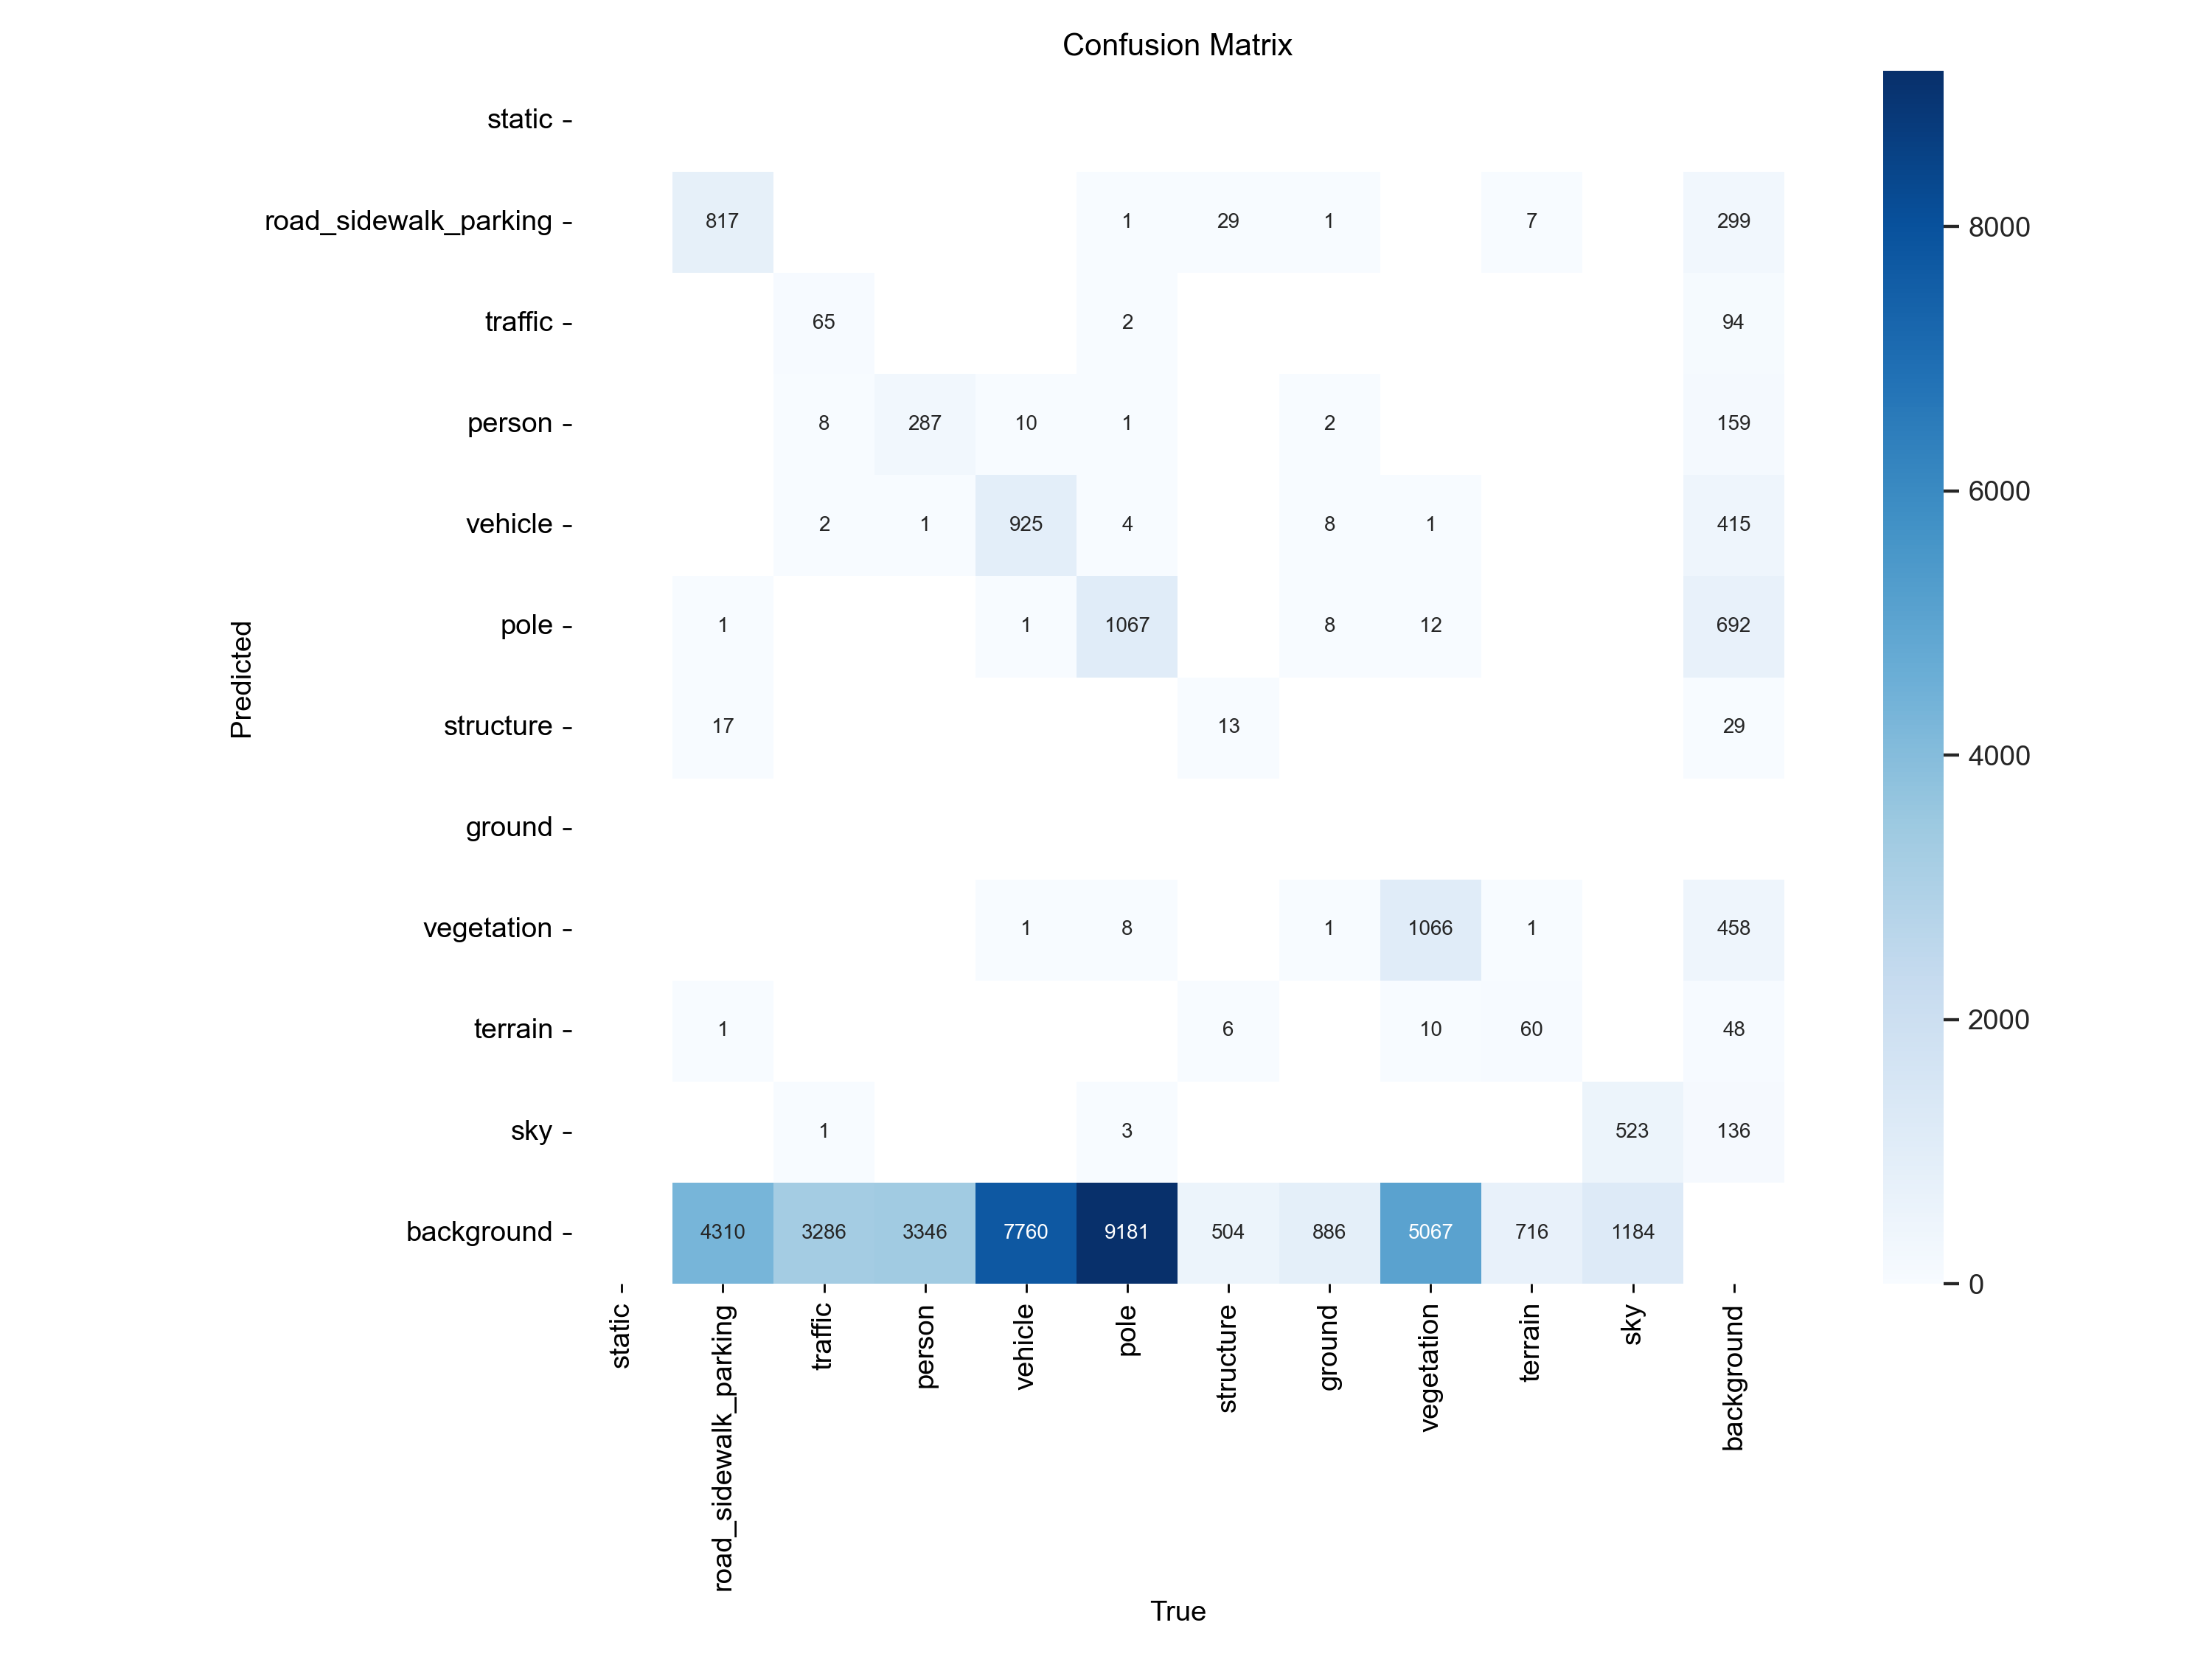 Confusion Matrix
static
road_sidewalk_parking 817 1 29 1 7 299
traffic 65 2 94
person 8 287 10 1 2 159
vehicle 2 1 925 4 8 1 415
pole 1 1 1067 8 12 692
structure 17 13 29
ground
vegetation 1 8 1 1066 1 458
terrain 1 6 10 60 48
sky 1 3 523 136
background 4310 3286 3346 7760 9181 504 886 5067 716 1184
Predicted
static road_sidewalk_parking traffic person vehicle pole structure ground vegetation terrain sky background
True
8000
6000
4000
2000
0